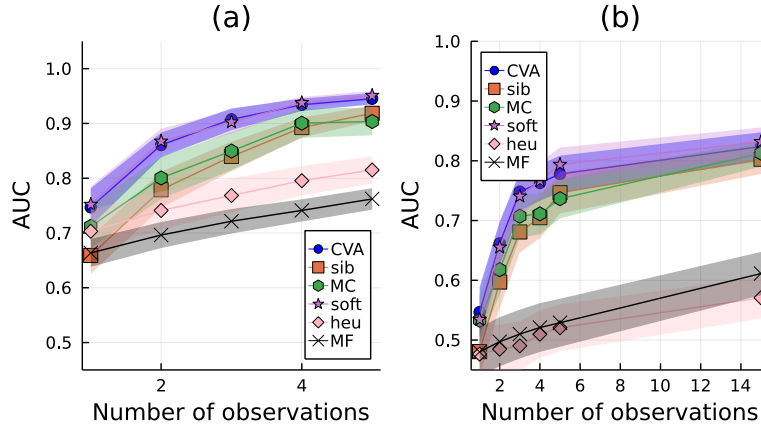 (a)
AUC
1.0
0.9
0.8
0.7
0.6
0.5
2
4
Number of observations
CVA
sib
MC
soft
heu
MF
(b)
AUC
1.0
0.9
0.8
0.7
0.6
0.5
2
4
6
8
10
12
14
Number of observations
CVA
sib
MC
soft
heu
MF